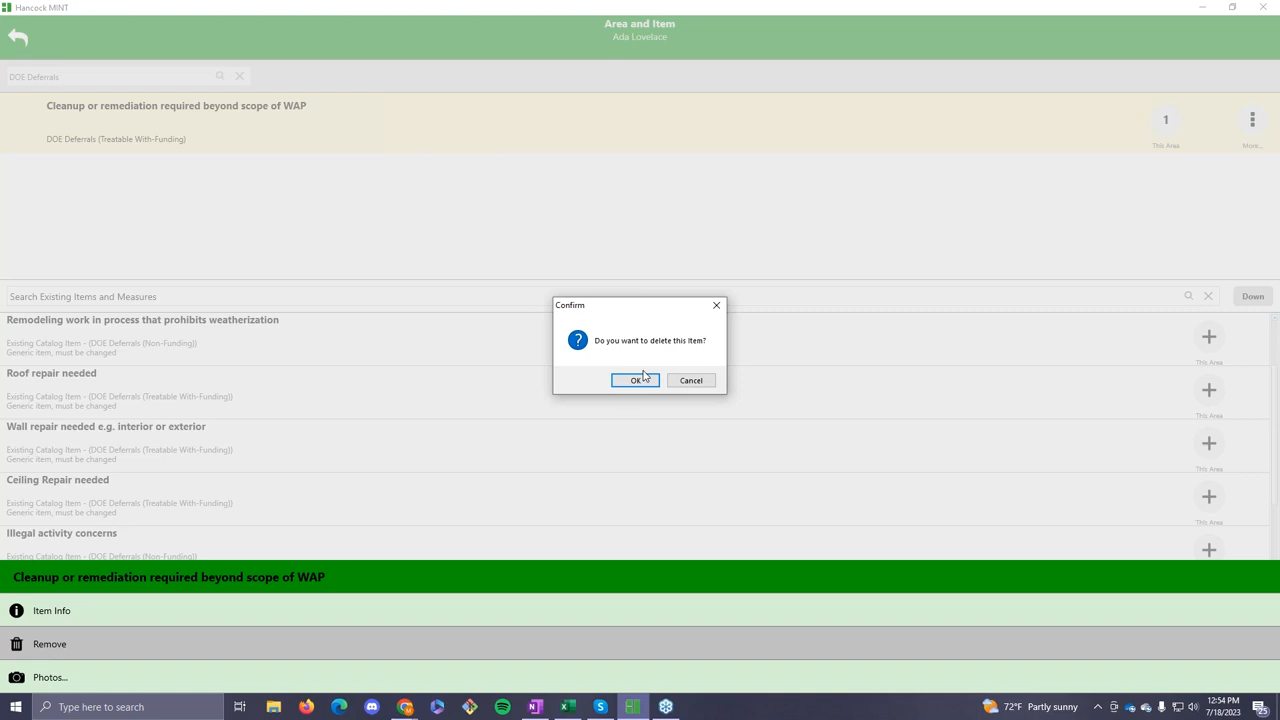 Hancock MINT
Area and Item
Ada Lovelace
DOE Deferrals
Cleanup or remediation required beyond scope of WAP
1
DOE Deferrals (Treatable With-Funding)
This Area
More...
Search Existing Items and Measures
Down
Remodeling work in process that prohibits weatherization
Existing Catalog Item - (DOE Deferrals (Non-Funding))
Generic item, must be changed
This Area
Roof repair needed
Existing Catalog Item - (DOE Deferrals (Treatable With-Funding))
Generic item, must be changed
This Area
Wall repair needed e.g. interior or exterior
Existing Catalog Item - (DOE Deferrals (Treatable With-Funding))
Generic item, must be changed
This Area
Ceiling Repair needed
Existing Catalog Item - (DOE Deferrals (Treatable With-Funding))
Generic item, must be changed
This Area
Illegal activity concerns
Existing Catalog Item - (DOE Deferrals (Non-Funding))
Confirm
Do you want to delete this item?
OK
Cancel
Cleanup or remediation required beyond scope of WAP
Item Info
Remove
Photos...
Type here to search
72°F Partly sunny
12:54 PM
7/18/2023
25